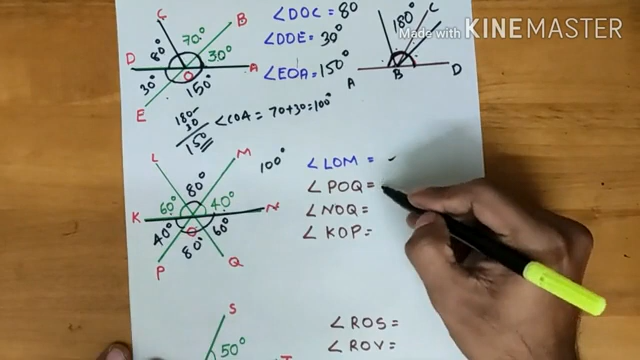 Made with KINEMASTER
C B
70°
80° 30°
D O A
30° 150°
E
∠DOC = 80
∠DOE = 30°
∠EOA = 150°
180-
30
150
∠COA = 70+30=100°
180° C
A B D
L M 100°
80°
60° 40°
K O N
40° 60°
80°
P Q
∠LOM =
∠POQ =
∠NOQ =
∠KOP =
S
50°
∠ROS =
∠ROV =